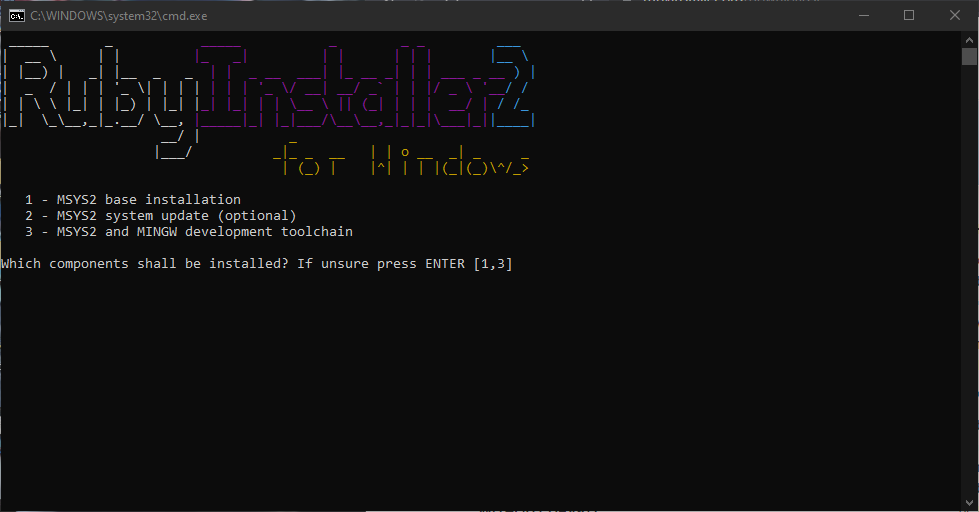 C:\WINDOWS\system32\cmd.exe
RubyInstaller2
for Windows
1 - MSYS2 base installation
2 - MSYS2 system update (optional)
3 - MSYS2 and MINGW development toolchain
Which components shall be installed? If unsure press ENTER [1,3]